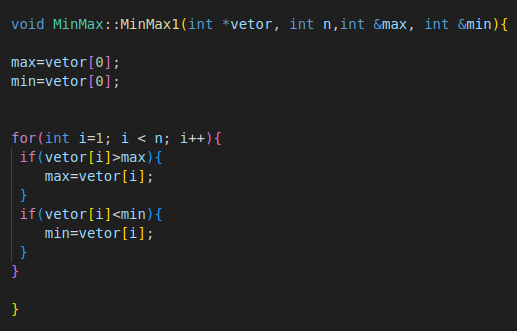 void MinMax::MinMax1(int *vetor, int n,int &max, int &min){
max=vetor[0];
min=vetor[0];
for(int i=1; i < n; i++){
if(vetor[i]>max){
max=vetor[i];
}
if(vetor[i]<min){
min=vetor[i];
}
}
}